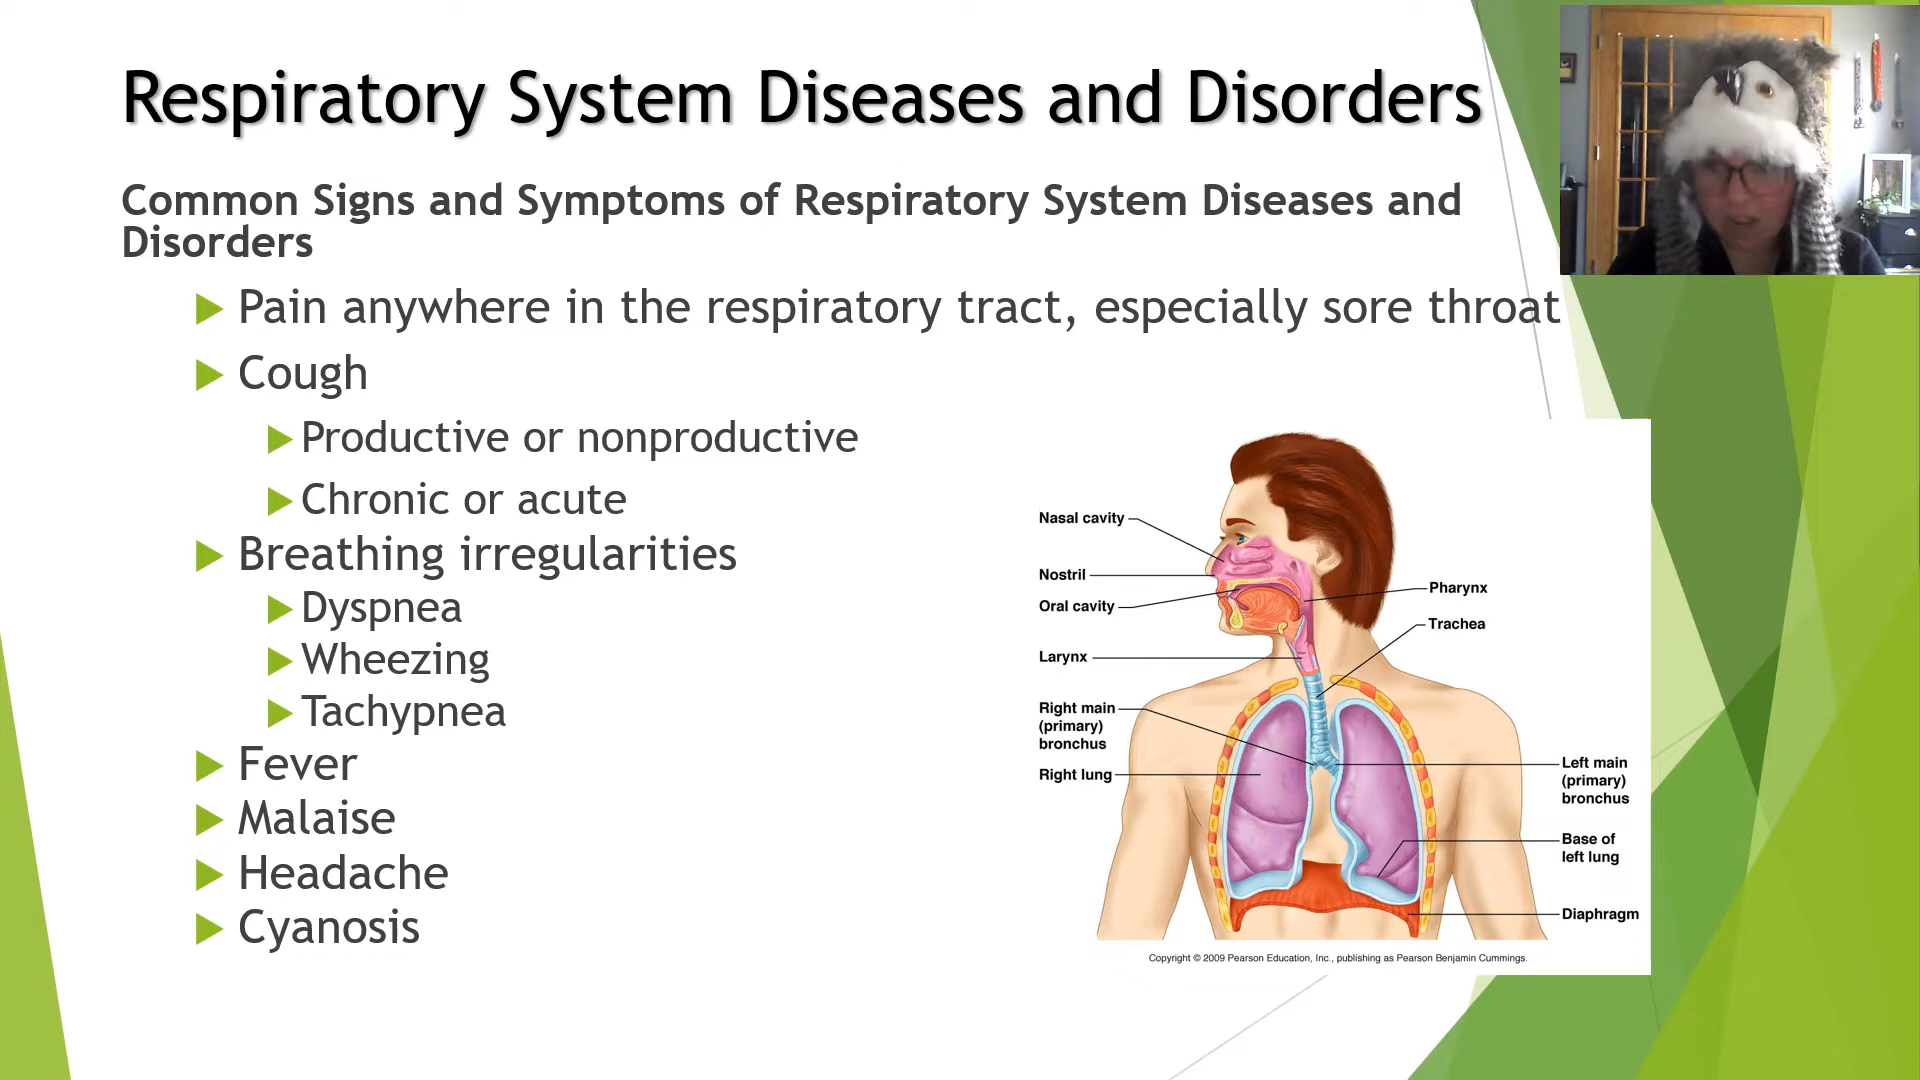 Respiratory System Diseases and Disorders
Common Signs and Symptoms of Respiratory System Diseases and
Disorders
Pain anywhere in the respiratory tract, especially sore throat
Cough
Productive or nonproductive
Chronic or acute
Breathing irregularities
Dyspnea
Wheezing
Tachypnea
Fever
Malaise
Headache
Cyanosis
Nasal cavity
Nostril
Oral cavity
Larynx
Right main
(primary)
bronchus
Right lung
Pharynx
Trachea
Left main
(primary)
bronchus
Base of
left lung
Diaphragm
Copyright © 2009 Pearson Education, Inc., publishing as Pearson Benjamin Cummings.